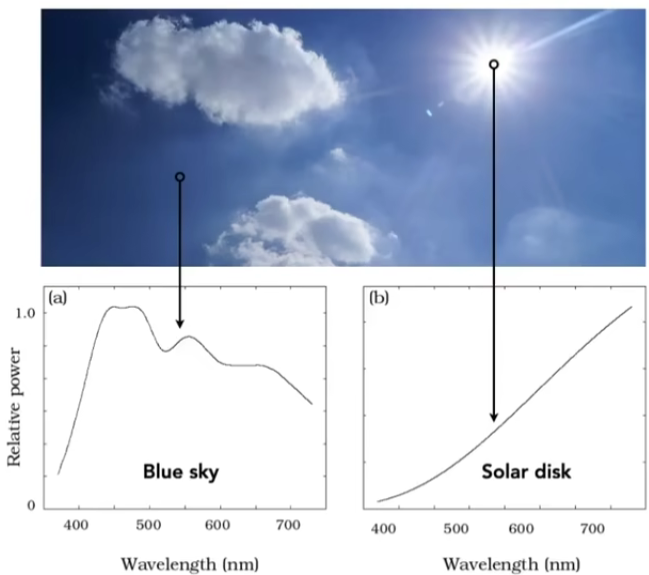 (a)
(b)
1.0
Relative power
0
Blue sky
Solar disk
400 500 600 700
400 500 600 700
Wavelength (nm)
Wavelength (nm)